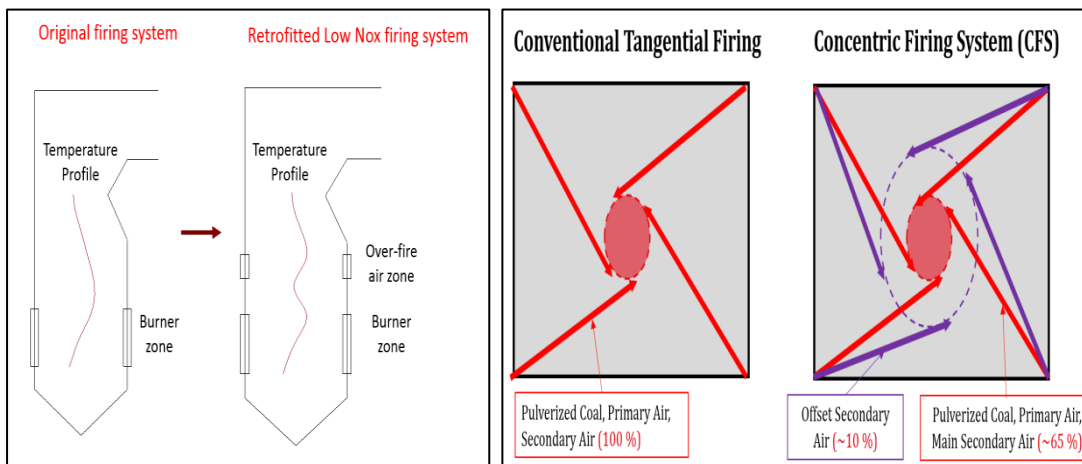 Original firing system
Retrofitted Low Nox firing system
Temperature
Profile
Burner
zone
Temperature
Profile
Over-fire
air zone
Burner
zone
Conventional Tangential Firing
Concentric Firing System (CFS)
Pulverized Coal, Primary Air,
Secondary Air (100 %)
Offset Secondary
Air (~10 %)
Pulverized Coal, Primary Air,
Main Secondary Air (~65 %)